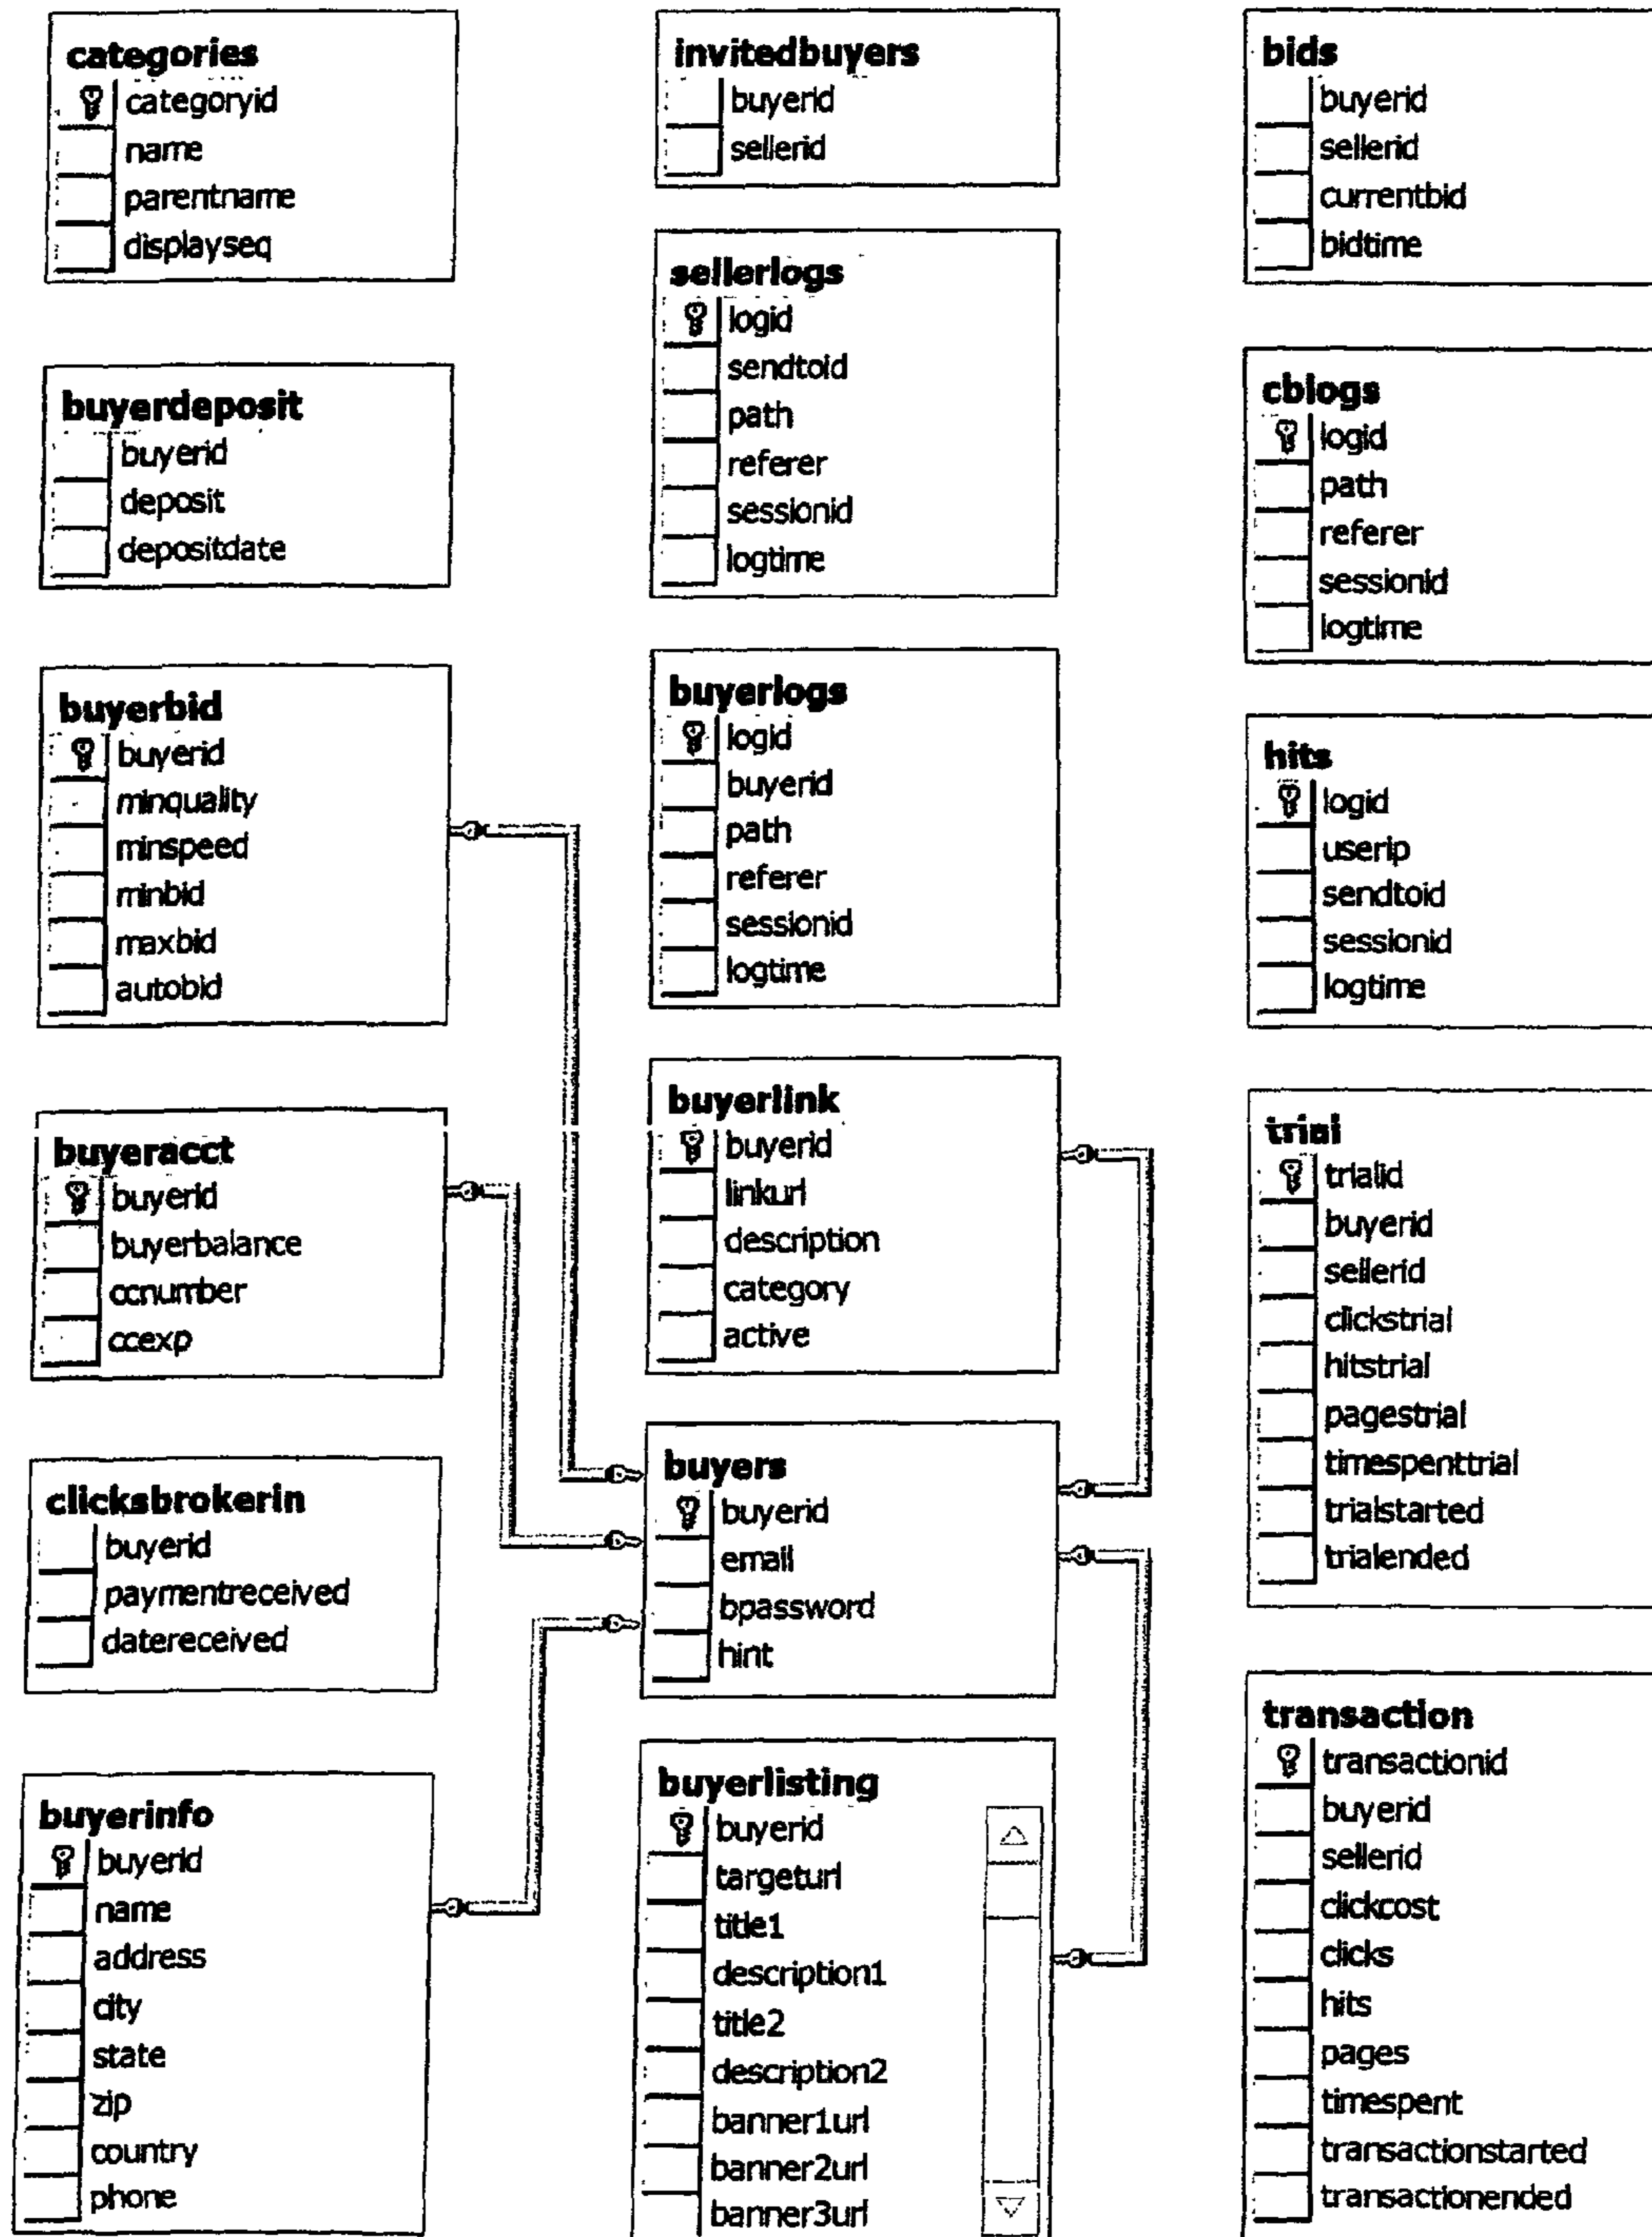 categories
categoryid
name
parentname
displayseq
buyerdeposit
buyerid
deposit
depositdate
buyerbid
buyerid
minquality
minspeed
minbid
maxbid
autobid
buyeracct
buyerid
buyerbalance
ccnumber
ccexp
clicksbrokerin
buyerid
paymentreceived
datereceived
buyerinfo
buyerid
name
address
city
state
zip
country
phone
invitedbuyers
buyerid
sellerid
sellerlogs
logid
sendtoid
path
referer
sessionid
logtime
buyerlogs
logid
buyerid
path
referer
sessionid
logtime
buyerlink
buyerid
linkurl
description
category
active
buyers
buyerid
email
bpassword
hint
buyerlisting
buyerid
targeturl
title1
description1
title2
description2
banner1url
banner2url
banner3url
bids
buyerid
sellerid
currentbid
bidtime
cblogs
logid
path
referer
sessionid
logtime
hits
logid
userip
sendtoid
sessionid
logtime
trial
trialid
buyerid
sellerid
clickstrial
hitstrial
pagestrial
timespenttrial
trialstarted
trialended
transaction
transactionid
buyerid
sellerid
clickcost
clicks
hits
pages
timespent
transactionstarted
transactionended